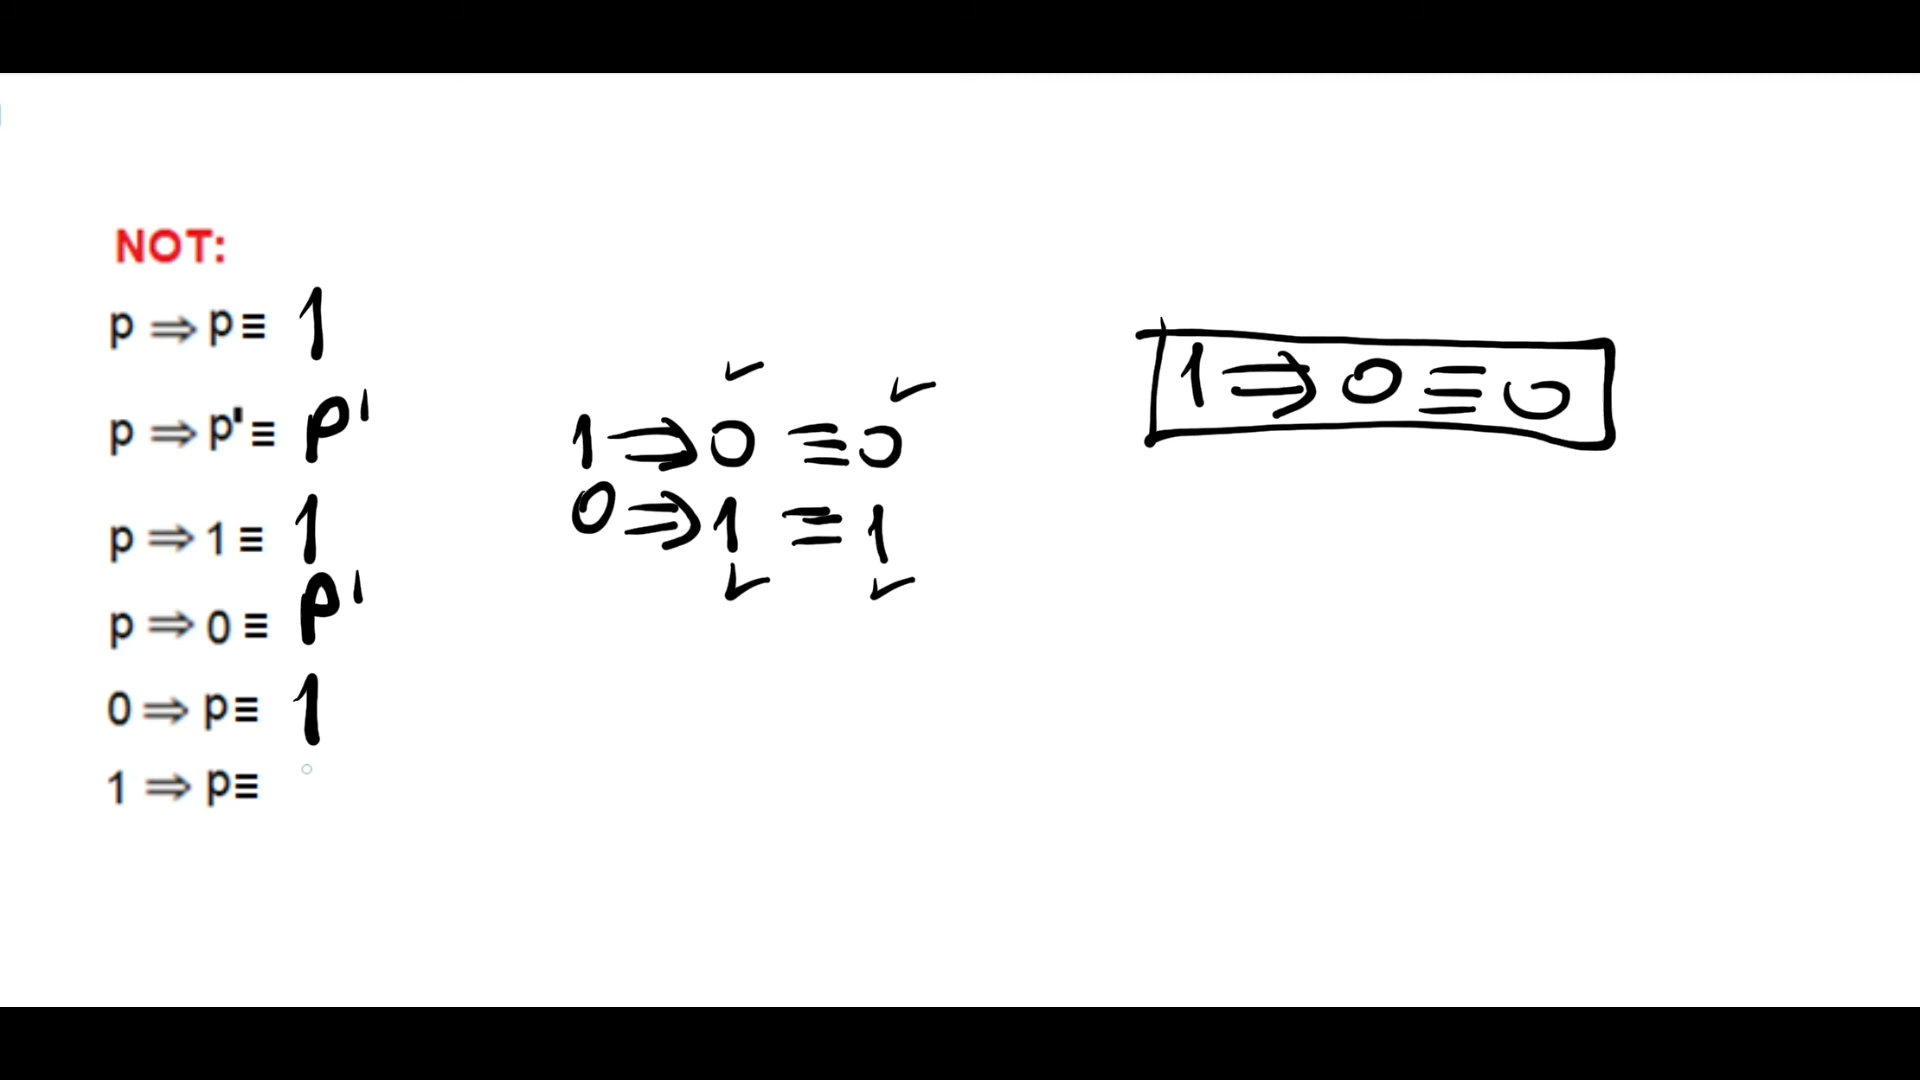 NOT:
p ⇒ p ≡ 1
p ⇒ p' ≡ p'
p ⇒ 1 ≡ 1
p ⇒ 0 ≡ p'
0 ⇒ p ≡ 1
1 ⇒ p ≡
1 ⇒ 0 ≡ 0
0 ⇒ 1 ≡ 1
1 ⇒ 0 ≡ 0